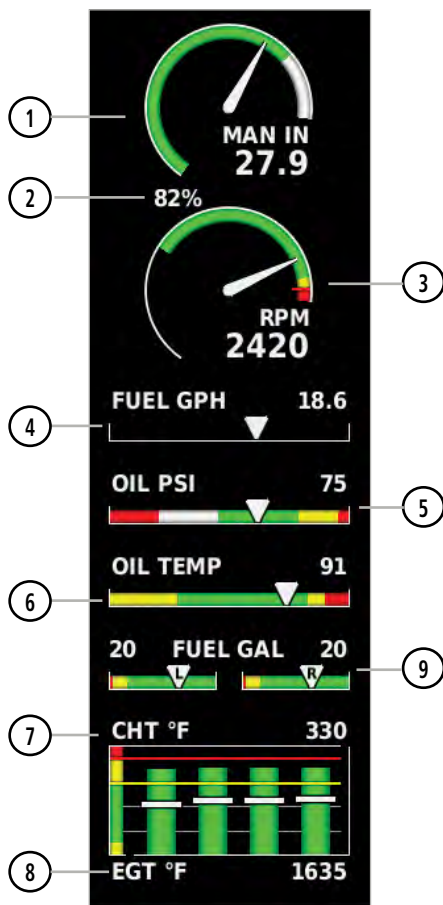 1
MAN IN
27.9
2
82%
3
RPM
2420
FUEL GPH 18.6
4
OIL PSI 75
5
OIL TEMP 91
6
20 FUEL GAL 20
L R
9
7
CHT °F 330
8
EGT °F 1635